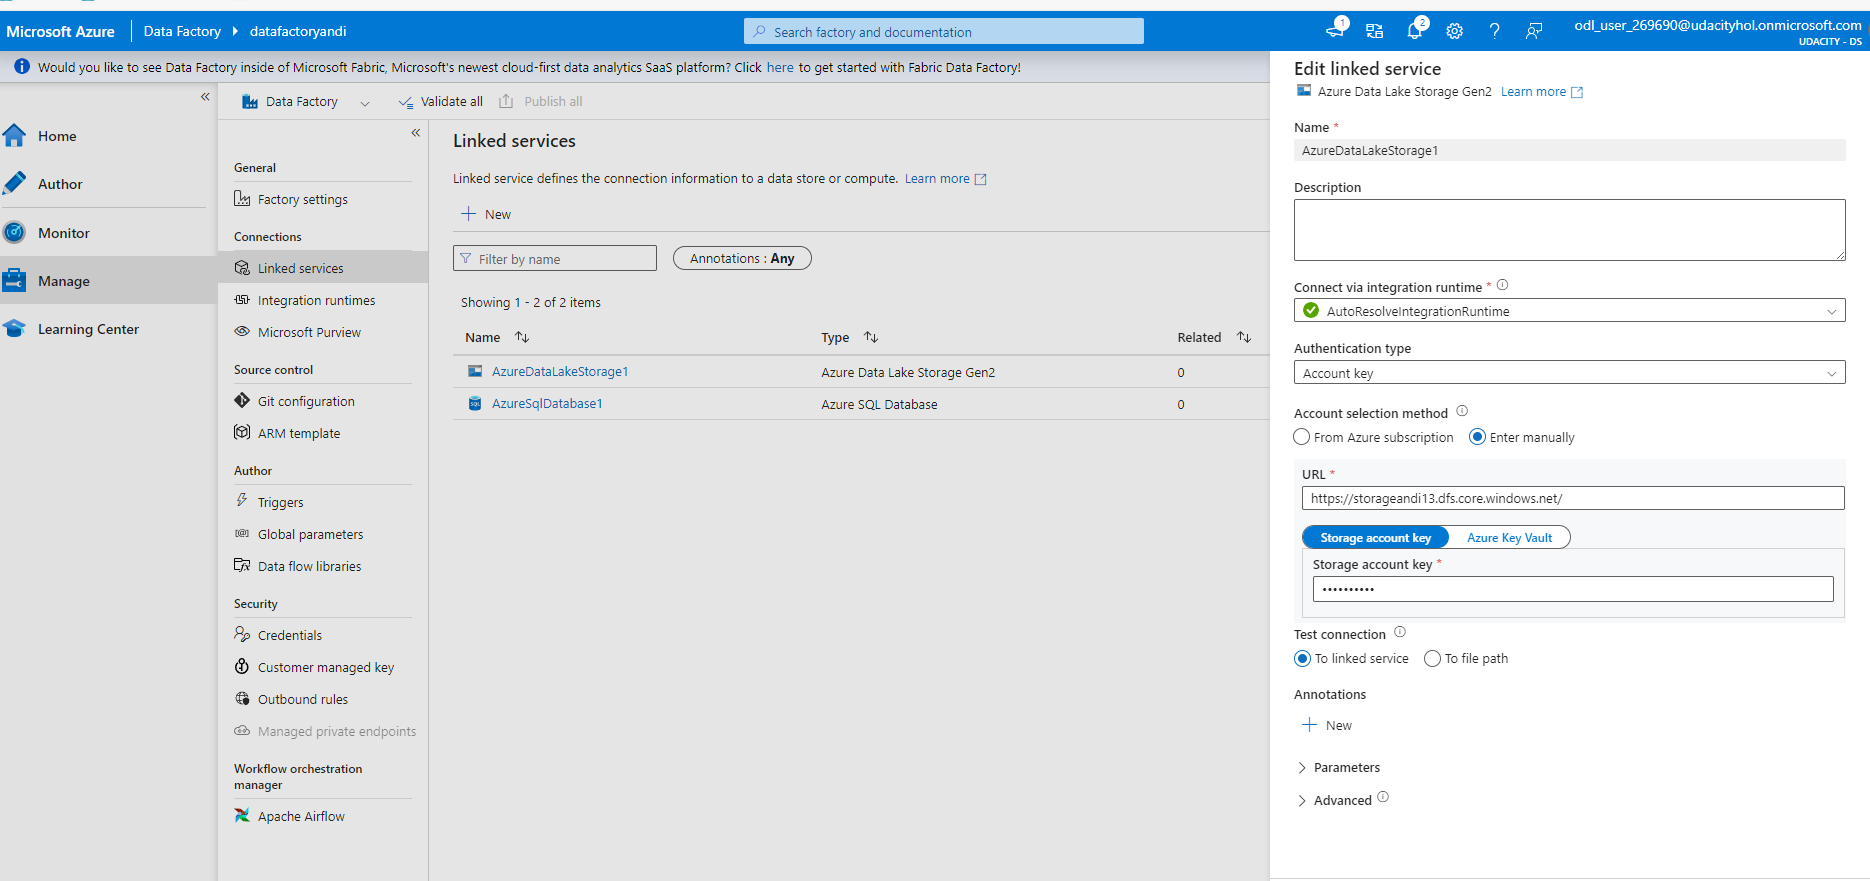 Microsoft Azure
Data Factory
datafactoryandi
Search factory and documentation
1
2
odl_user_269690@udacityhol.onmicrosoft.com
UDACITY - DS
Would you like to see Data Factory inside of Microsoft Fabric, Microsoft's newest cloud-first data analytics SaaS platform? Click here to get started with Fabric Data Factory!
Home
Author
Monitor
Manage
Learning Center
Data Factory
Validate all
Publish all
General
Factory settings
Connections
Linked services
Integration runtimes
Microsoft Purview
Source control
Git configuration
ARM template
Author
Triggers
Global parameters
Data flow libraries
Security
Credentials
Customer managed key
Outbound rules
Managed private endpoints
Workflow orchestration
manager
Apache Airflow
Linked services
Linked service defines the connection information to a data store or compute. Learn more
New
Filter by name
Annotations : Any
Showing 1 - 2 of 2 items
Name Type Related
AzureDataLakeStorage1 Azure Data Lake Storage Gen2 0
SQL AzureSqlDatabase1 Azure SQL Database 0
Edit linked service
Azure Data Lake Storage Gen2 Learn more
Name *
AzureDataLakeStorage1
Description
Connect via integration runtime *
AutoResolveIntegrationRuntime
Authentication type
Account key
Account selection method
From Azure subscription Enter manually
URL *
https://storageandi13.dfs.core.windows.net/
Storage account key Azure Key Vault
Storage account key *
••••••••••
Test connection
To linked service To file path
Annotations
New
Parameters
Advanced